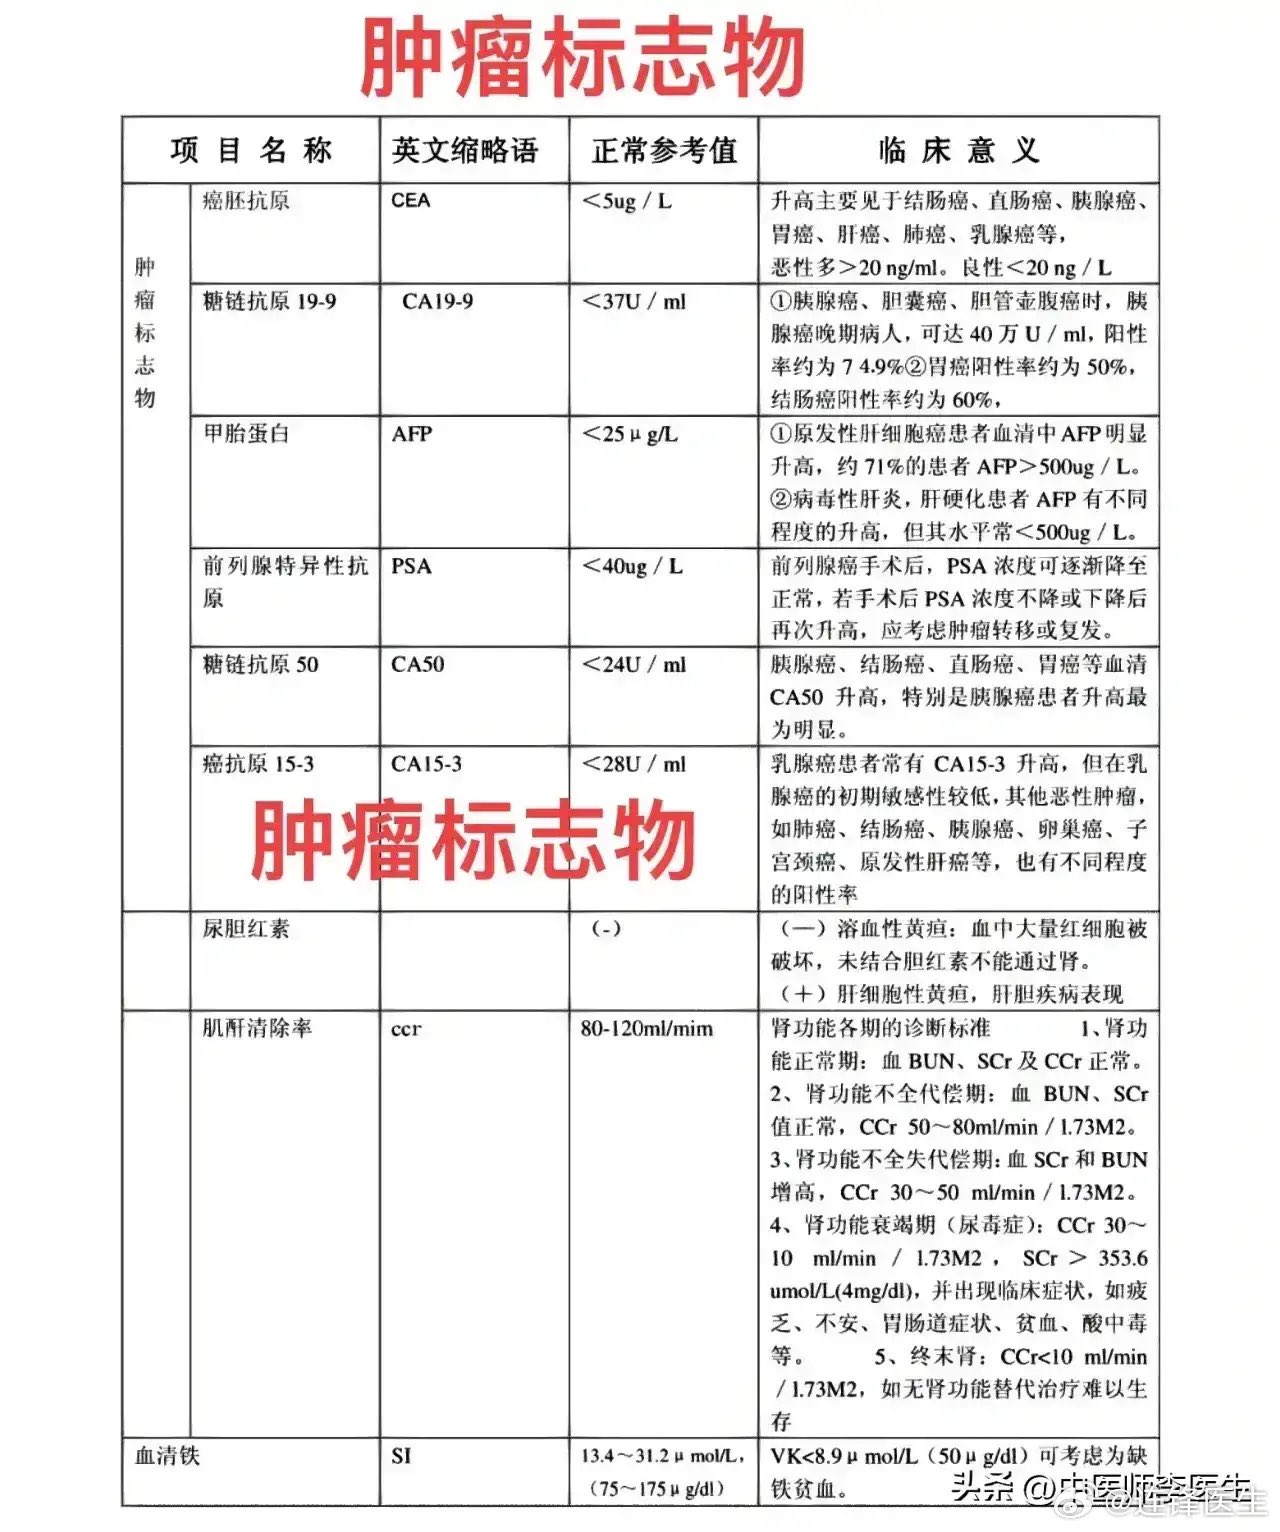 肿瘤标志物
项目名称 英文缩略语 正常参考值 临床意义
肿瘤标志物
癌胚抗原 CEA <5ug / L 升高主要见于结肠癌、直肠癌、胰腺癌、
胃癌、肝癌、肺癌、乳腺癌等，
恶性多>20 ng/ml。良性<20 ng / L
糖链抗原 19-9 CA19-9 <37U / ml ①胰腺癌、胆囊癌、胆管壶腹癌时，胰
腺癌晚期病人，可达 40 万 U / ml，阳性
率约为 7 4.9%②胃癌阳性率约为 50%，
结肠癌阳性率约为 60%，
甲胎蛋白 AFP <25 μ g/L ①原发性肝细胞癌患者血清中 AFP 明显
升高，约 71%的患者 AFP>500ug / L。
②病毒性肝炎，肝硬化患者 AFP 有不同
程度的升高，但其水平常<500ug / L。
前列腺特异性抗 PSA <40ug / L 前列腺癌手术后，PSA 浓度可逐渐降至
原 正常，若手术后 PSA 浓度不降或下降后
再次升高，应考虑肿瘤转移或复发。
糖链抗原 50 CA50 <24U / ml 胰腺癌、结肠癌、直肠癌、胃癌等血清
CA50 升高，特别是胰腺癌患者升高最
为明显。
癌抗原 15-3 CA15-3 <28U / ml 乳腺癌患者常有 CA15-3 升高，但在乳
腺癌的初期敏感性较低，其他恶性肿瘤，
如肺癌、结肠癌、胰腺癌、卵巢癌、子
宫颈癌、原发性肝癌等，也有不同程度
的阳性率
肿瘤标志物
尿胆红素 （-） （—）溶血性黄疸：血中大量红细胞被
破坏，未结合胆红素不能通过肾。
（+）肝细胞性黄疸，肝胆疾病表现
肌酐清除率 ccr 80-120ml/mim 肾功能各期的诊断标准 1、肾功
能正常期：血 BUN、SCr 及 CCr 正常。
2、肾功能不全代偿期：血 BUN、SCr
值正常，CCr 50～80ml/min / 1.73M2。
3、肾功能不全失代偿期：血 SCr 和 BUN
增高，CCr 30～50 ml/min / 1.73M2。
4、肾功能衰竭期（尿毒症）：CCr 30～
10 ml/min / 1.73M2，SCr > 353.6
umol/L(4mg/dl)，并出现临床症状，如疲
乏、不安、胃肠道症状、贫血、酸中毒
等。 5、终末肾：CCr<10 ml/min
/ 1.73M2，如无肾功能替代治疗难以生
存
血清铁 SI 13.4～31.2 μ mol/L， VK<8.9 μ mol/L（50 μ g/dl）可考虑为缺
（75～175 μ g/dl） 铁贫血。
头条 @中医师李医生
@连锋医生